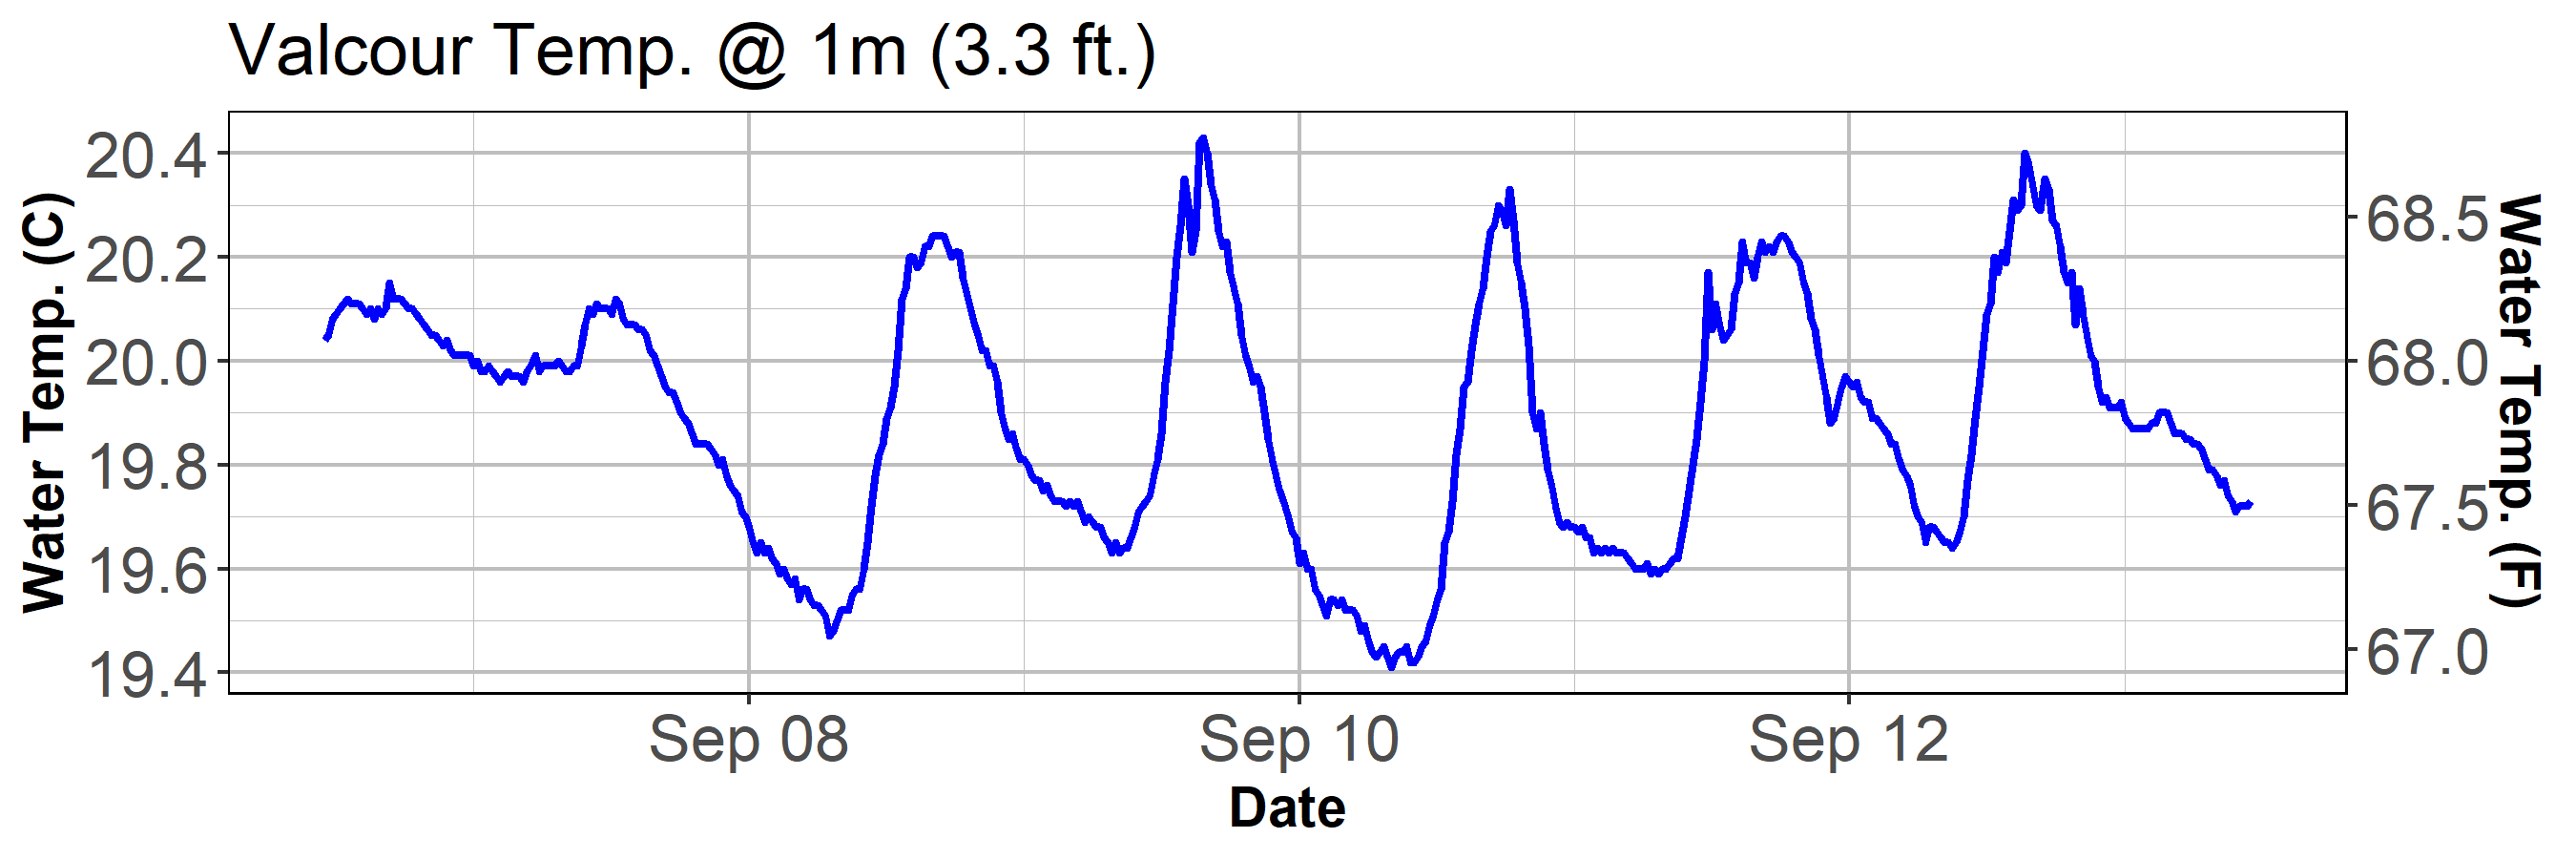 Valcour Temp. @ 1m (3.3 ft.)
Water Temp. (C)
20.4
20.2
20.0
19.8
19.6
19.4
68.5
68.0
67.5
67.0
Water Temp. (F)
Sep 08
Sep 10
Sep 12
Date